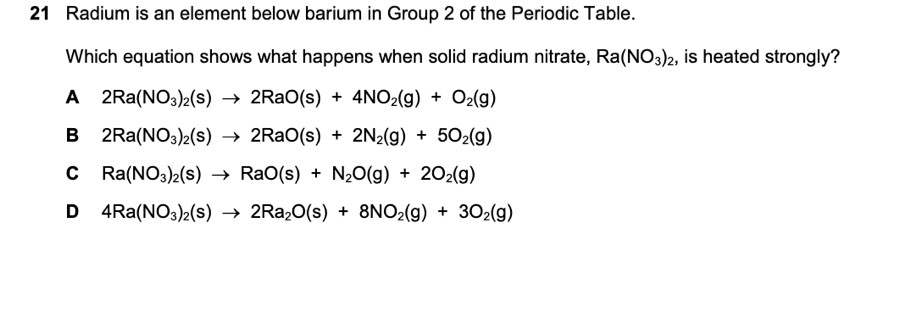 21 Radium is an element below barium in Group 2 of the Periodic Table.
Which equation shows what happens when solid radium nitrate, Ra(NO₃)₂, is heated strongly?
A 2Ra(NO₃)₂(s) → 2RaO(s) + 4NO₂(g) + O₂(g)
B 2Ra(NO₃)₂(s) → 2RaO(s) + 2N₂(g) + 5O₂(g)
C Ra(NO₃)₂(s) → RaO(s) + N₂O(g) + 2O₂(g)
D 4Ra(NO₃)₂(s) → 2Ra₂O(s) + 8NO₂(g) + 3O₂(g)